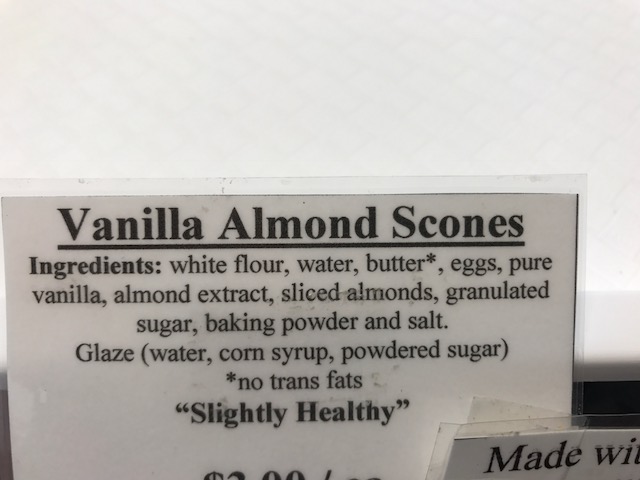 Vanilla Almond Scones
Ingredients: white flour, water, butter*, eggs, pure
vanilla, almond extract, sliced almonds, granulated
sugar, baking powder and salt.
Glaze (water, corn syrup, powdered sugar)
*no trans fats
“Slightly Healthy”
Made